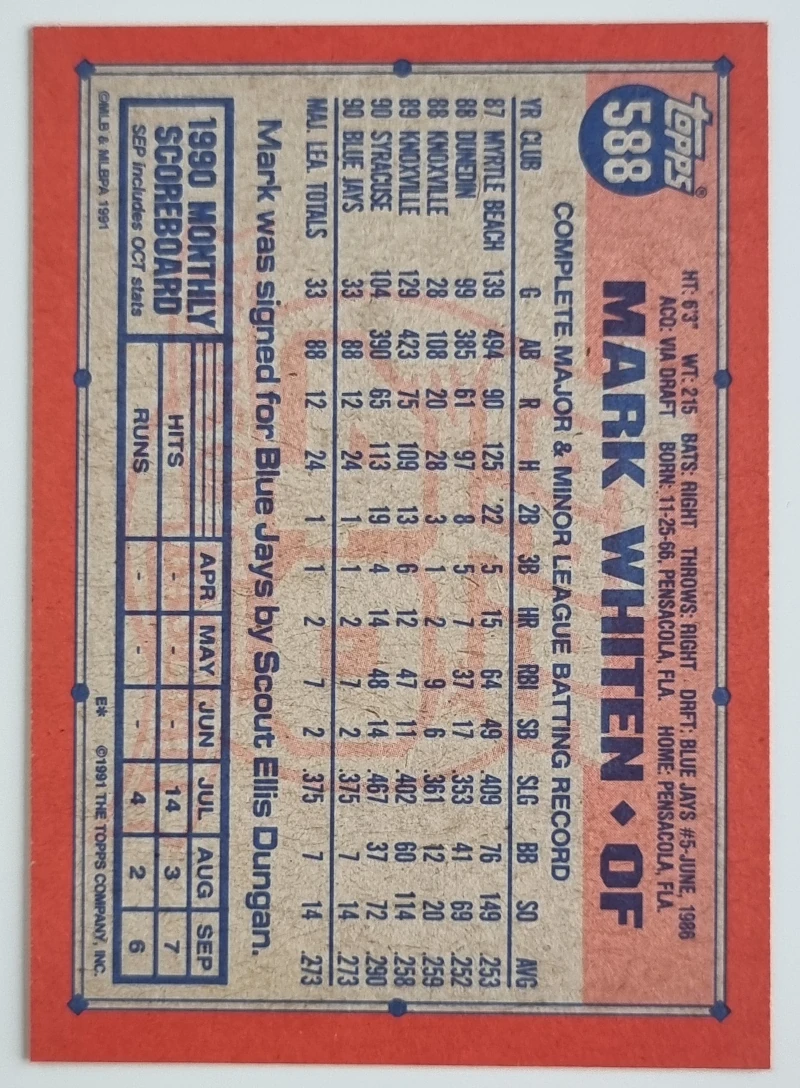 topps®
588
HT: 6'3" WT: 215 BATS: RIGHT THROWS: RIGHT DRFT: BLUE JAYS #5-JUNE, 1986
ACQ: VIA DRAFT BORN: 11-25-66, PENSACOLA, FLA. HOME: PENSACOLA, FLA.
MARK WHITEN ♦ OF
COMPLETE MAJOR & MINOR LEAGUE BATTING RECORD
YR CLUB G AB R H 2B 3B HR RBI SB SLG BB SO AVG
87 MYRTLE BEACH 139 494 90 125 22 5 15 64 49 .409 76 149 .253
88 DUNEDIN 99 385 61 97 8 5 7 37 17 .353 41 69 .252
88 KNOXVILLE 28 108 20 28 3 1 2 9 6 .361 12 20 .259
89 KNOXVILLE 129 423 75 109 13 6 12 47 11 .402 60 114 .258
90 SYRACUSE 104 390 65 113 19 4 14 48 14 .467 37 72 .290
90 BLUE JAYS 33 88 12 24 1 1 2 7 2 .375 7 14 .273
MAJ. LEA. TOTALS 33 88 12 24 1 1 2 7 2 .375 7 14 .273
Mark was signed for Blue Jays by Scout Ellis Dungan.
1990 MONTHLY
SCOREBOARD
SEP includes OCT stats
APR MAY JUN JUL AUG SEP
HITS - - - 14 3 7
RUNS - - - 4 2 6
©MLB & MLBPA 1991
E* ©1991 THE TOPPS COMPANY, INC.